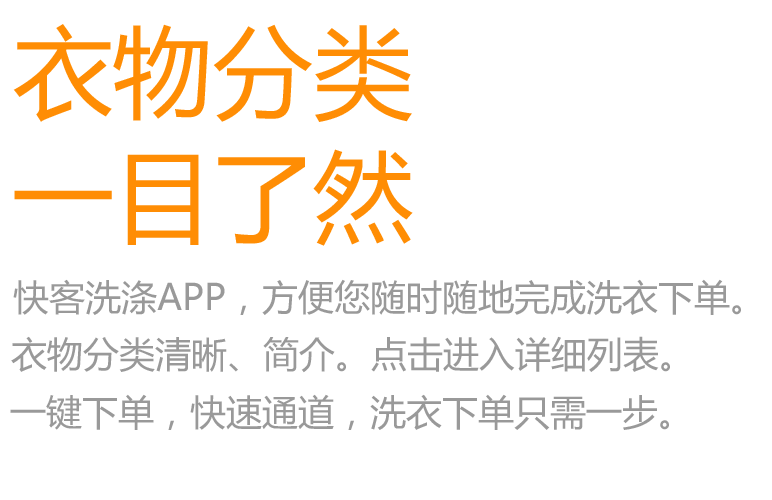 衣物分类
一目了然
快客洗涤APP，方便您随时随地完成洗衣下单。
衣物分类清晰、简介。点击进入详细列表。
一键下单，快速通道，洗衣下单只需一步。